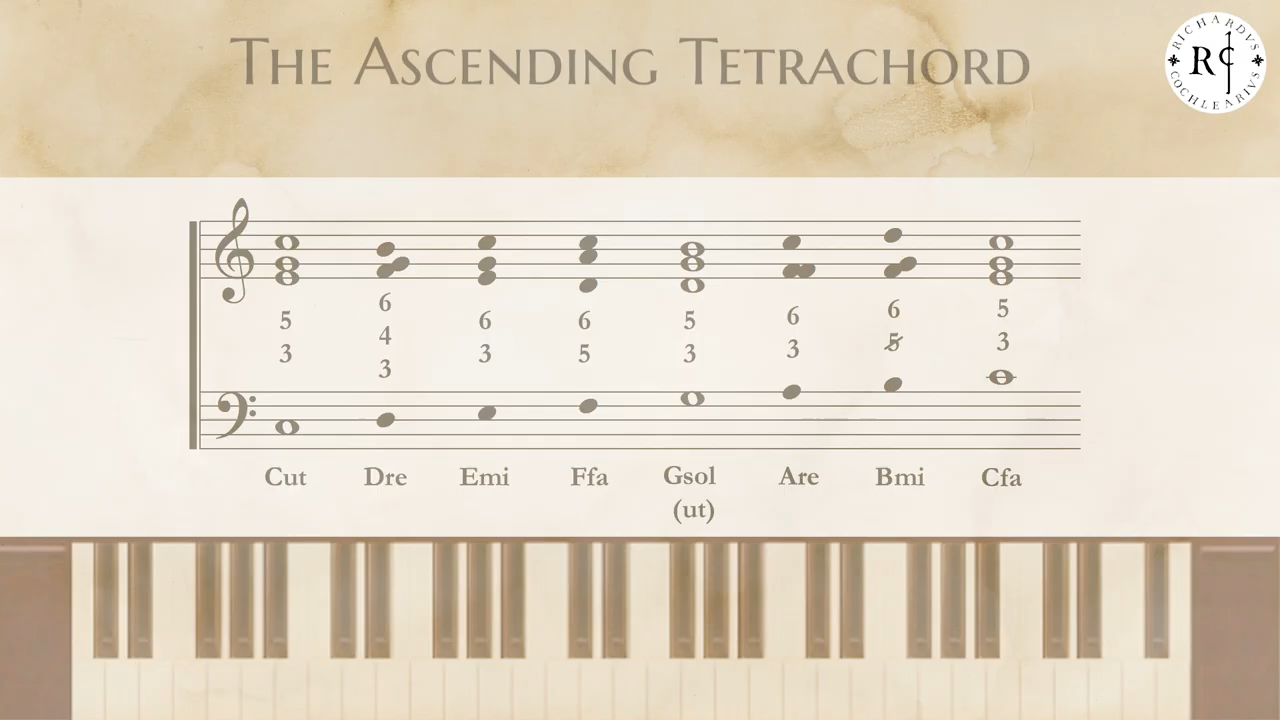 The Ascending Tetrachord
RICHARDVS
RC
COCHLEARIVS
6 6 5
5 6 6 5 6 5̸ 3
3 4 3 5 3 3
3
Cut Dre Emi Ffa Gsol Are Bmi Cfa
(ut)